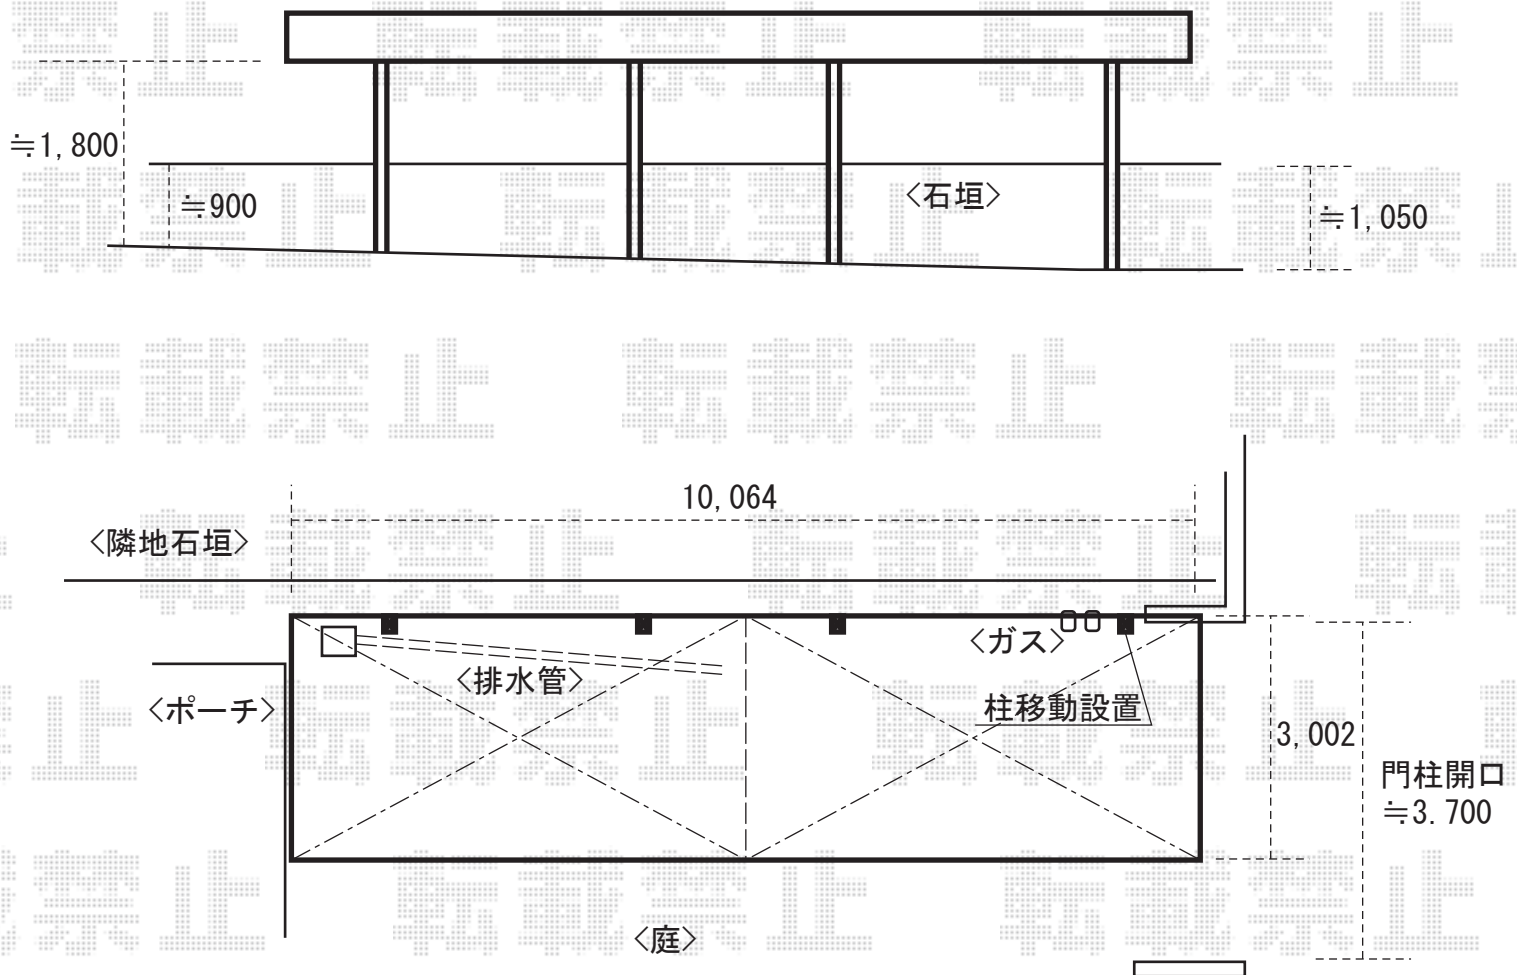 ≒1,800
≒900
〈石垣〉
≒1,050
10,064
〈隣地石垣〉
〈ガス〉
〈排水管〉
〈ポーチ〉
柱移動設置
3,002
門柱開口
≒3.700
〈庭〉
転載禁止